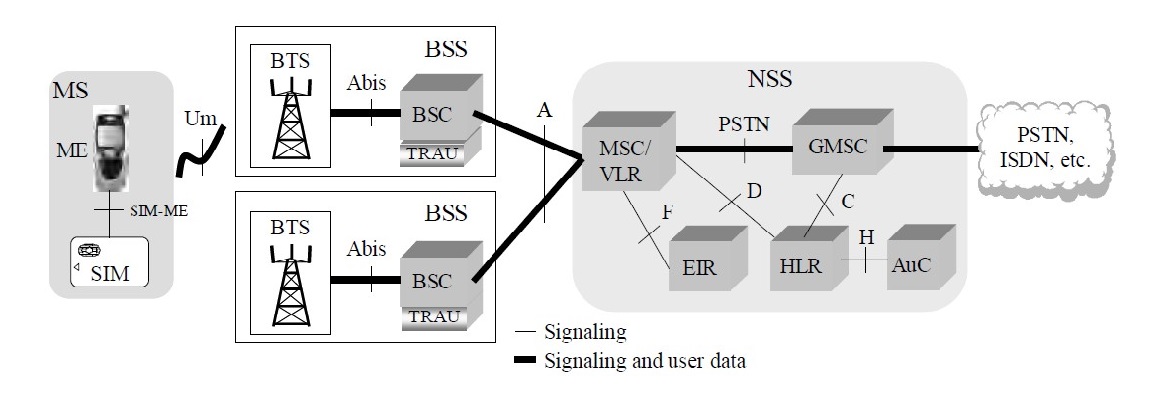 MS
ME
SIM-ME
SIM
Um
BSS
BTS
Abis
BSC
TRAU
BSS
BTS
Abis
BSC
TRAU
A
NSS
MSC/
VLR
PSTN
GMSC
F
D
C
EIR
HLR
H
AuC
PSTN,
ISDN, etc.
Signaling
Signaling and user data